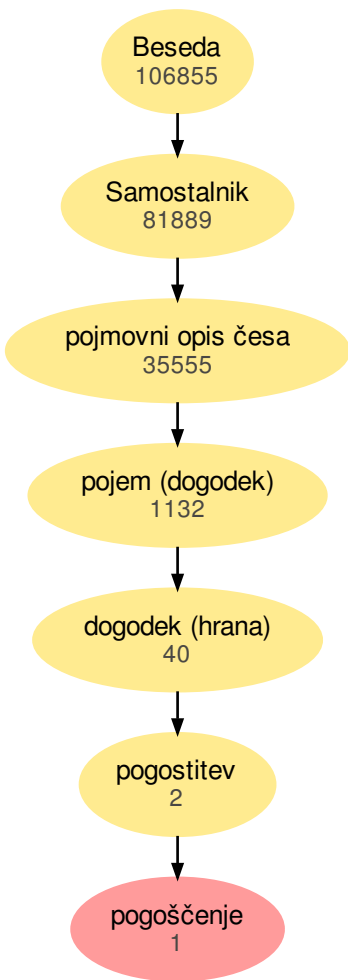 Beseda
106855
Samostalnik
81889
pojmovni opis česa
35555
pojem (dogodek)
1132
dogodek (hrana)
40
pogostitev
2
pogoščenje
1